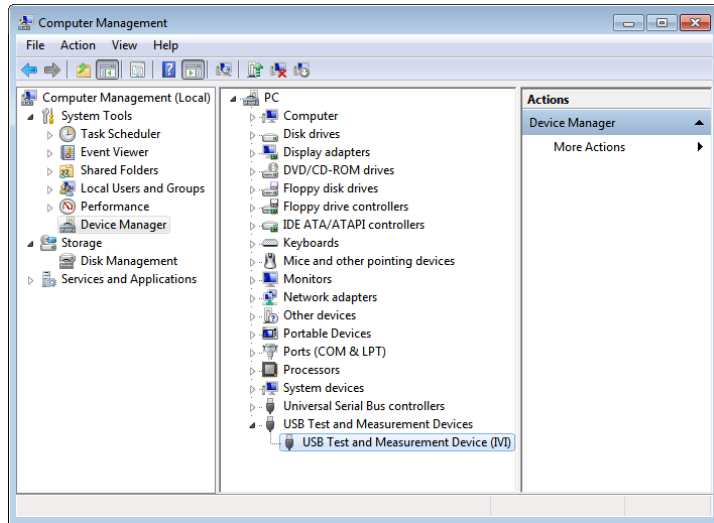 Computer Management
File Action View Help
Computer Management (Local)
System Tools
Task Scheduler
Event Viewer
Shared Folders
Local Users and Groups
Performance
Device Manager
Storage
Disk Management
Services and Applications
PC
Computer
Disk drives
Display adapters
DVD/CD-ROM drives
Floppy disk drives
Floppy drive controllers
IDE ATA/ATAPI controllers
Keyboards
Mice and other pointing devices
Monitors
Network adapters
Other devices
Portable Devices
Ports (COM & LPT)
Processors
System devices
Universal Serial Bus controllers
USB Test and Measurement Devices
USB Test and Measurement Device (IVI)
Actions
Device Manager
More Actions